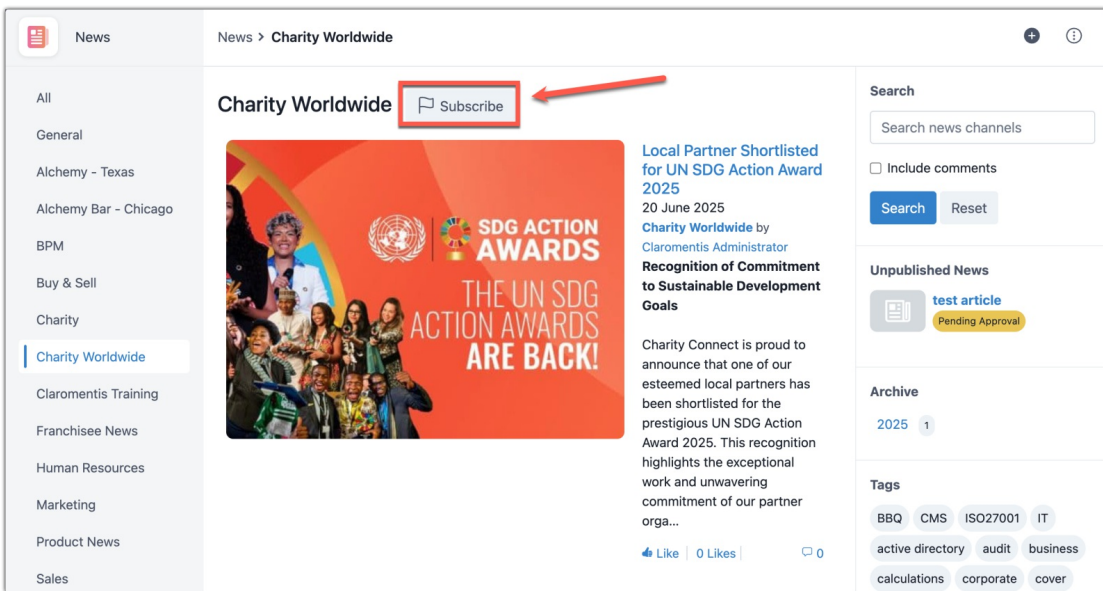 News
News > Charity Worldwide
All
General
Alchemy - Texas
Alchemy Bar - Chicago
BPM
Buy & Sell
Charity
Charity Worldwide
Claromentis Training
Franchisee News
Human Resources
Marketing
Product News
Sales
Charity Worldwide
Subscribe
SDG ACTION
AWARDS
THE UN SDG
ACTION AWARDS
ARE BACK!
Local Partner Shortlisted
for UN SDG Action Award
2025
20 June 2025
Charity Worldwide by
Claromentis Administrator
Recognition of Commitment
to Sustainable Development
Goals
Charity Connect is proud to
announce that one of our
esteemed local partners has
been shortlisted for the
prestigious UN SDG Action
Award 2025. This recognition
highlights the exceptional
work and unwavering
commitment of our partner
orga...
Like 0 Likes 0
Search
Search news channels
Include comments
Search Reset
Unpublished News
test article
Pending Approval
Archive
2025 1
Tags
BBQ CMS ISO27001 IT
active directory audit business
calculations corporate cover